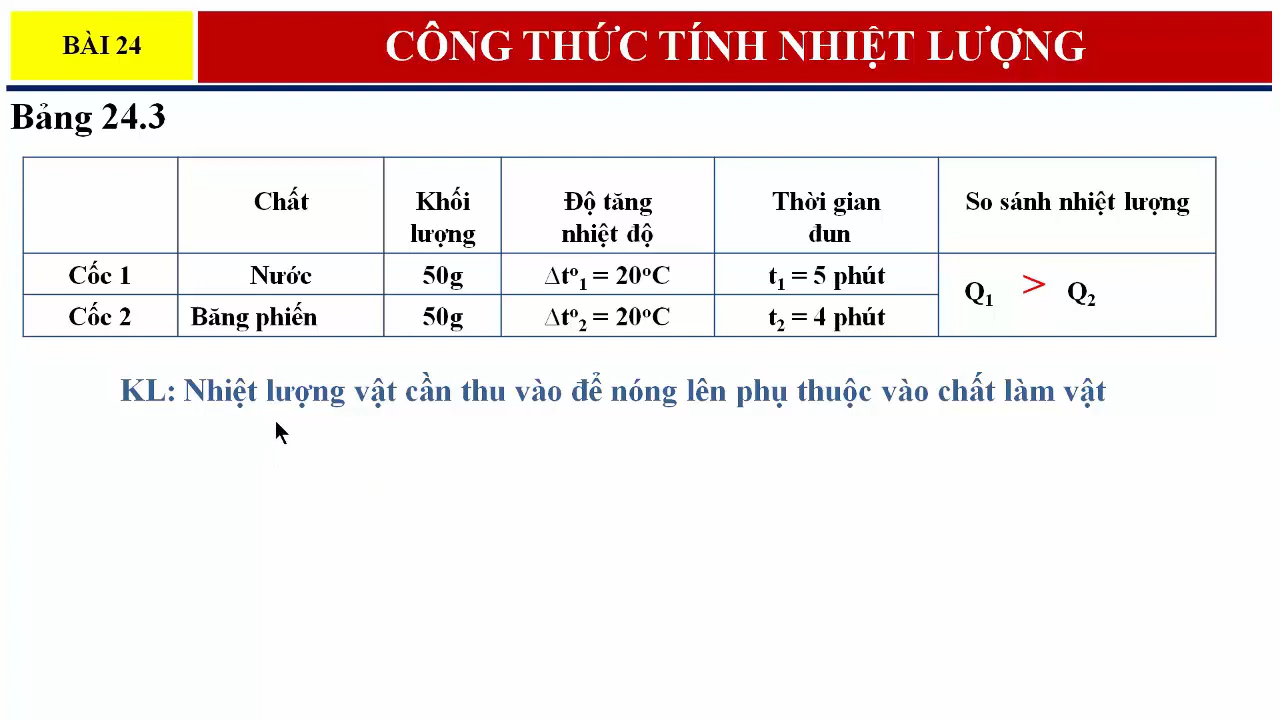 BÀI 24
CÔNG THỨC TÍNH NHIỆT LƯỢNG
Bảng 24.3
Chất
Khối lượng
Độ tăng nhiệt độ
Thời gian đun
So sánh nhiệt lượng
Cốc 1
Nước
50g
∆t°₁ = 20°C
t₁ = 5 phút
Q₁ > Q₂
Cốc 2
Băng phiến
50g
∆t°₂ = 20°C
t₂ = 4 phút
KL: Nhiệt lượng vật cần thu vào để nóng lên phụ thuộc vào chất làm vật